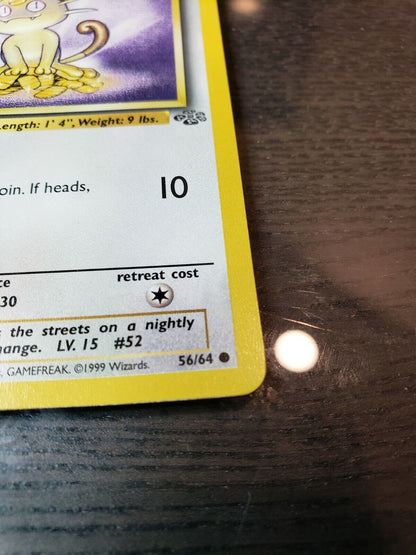 Length: 1' 4", Weight: 9 lbs.
oin. If heads,
10
ce
retreat cost
30
the streets on a nightly
ange. LV. 15 #52
GAMEFREAK. ©1999 Wizards.
56/64